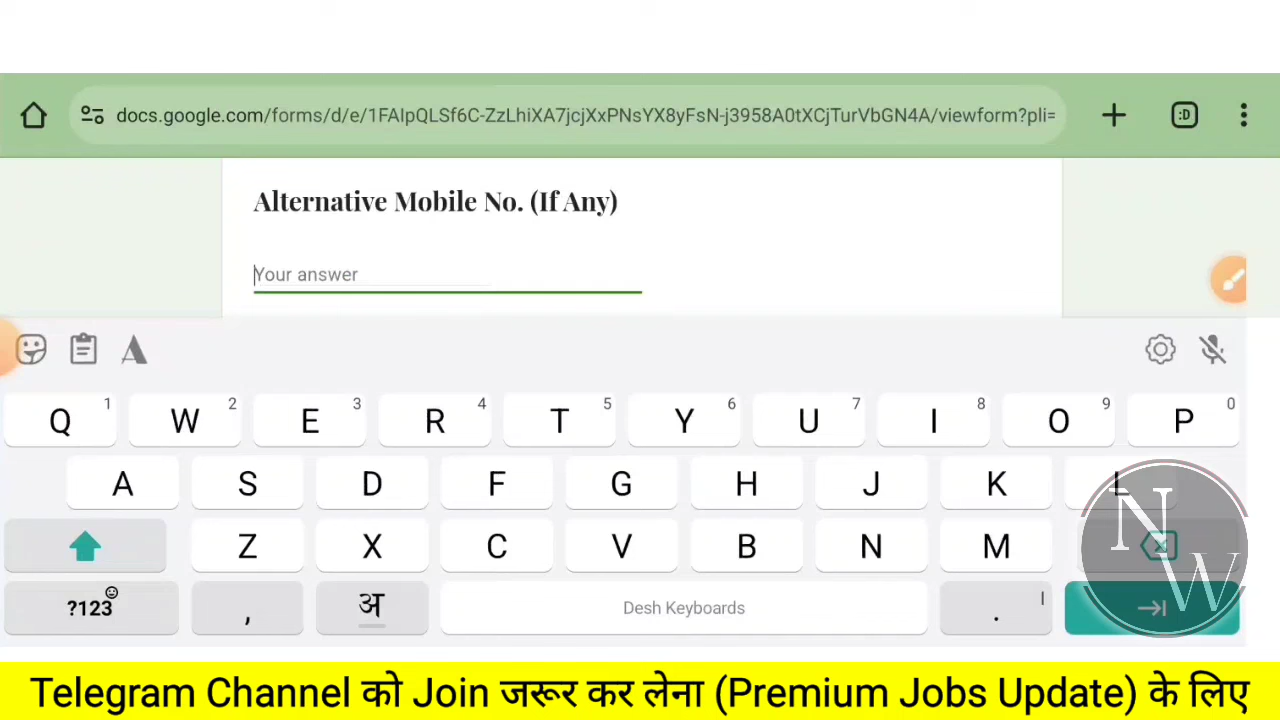 docs.google.com/forms/d/e/1FAIpQLSf6C-ZzLhiXA7jcjXxPNsYX8yFsN-j3958A0tXCjTurVbGN4A/viewform?pli=
:D
Alternative Mobile No. (If Any)
Your answer
Q 1 W 2 E 3 R 4 T 5 Y 6 U 7 I 8 O 9 P 0
A S D F G H J K L
Z X C V B N M
?123 , अ Desh Keyboards . |
NW
Telegram Channel को Join जरूर कर लेना (Premium Jobs Update) के लिए